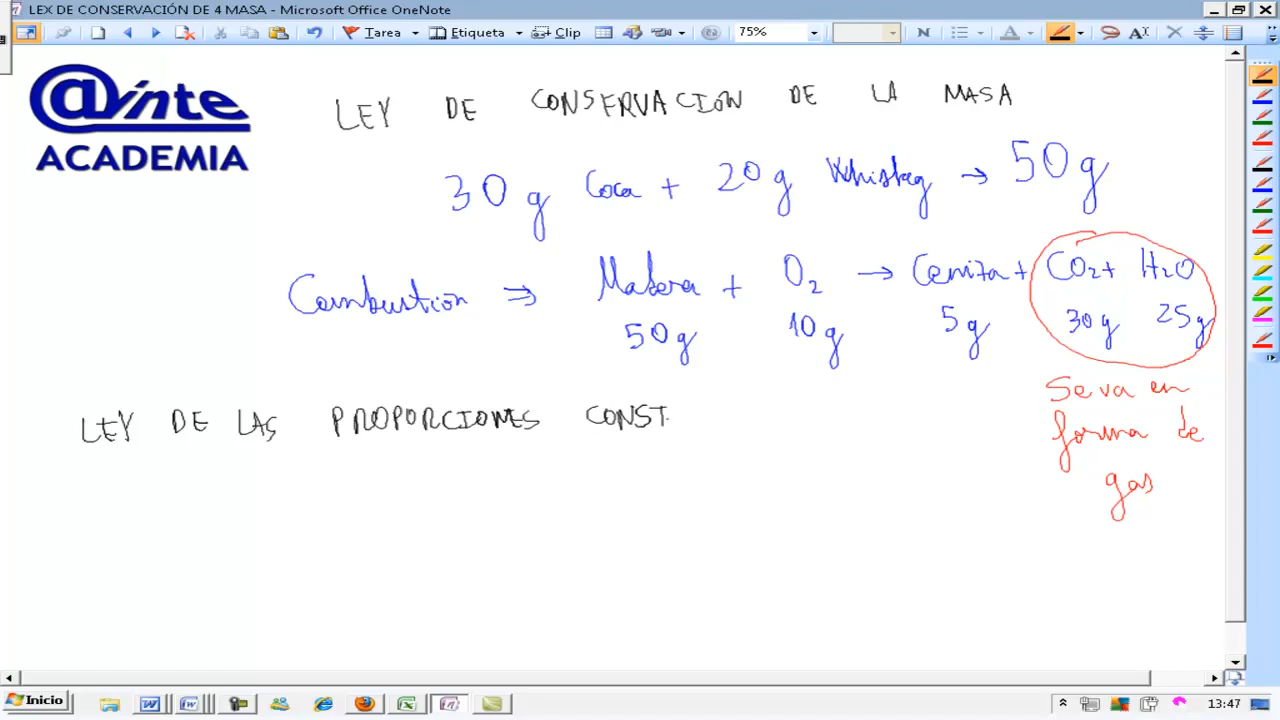 LEX DE CONSERVACIÓN DE 4 MASA - Microsoft Office OneNote
Tarea Etiqueta Clip 75% N A
@inte
ACADEMIA
LEY DE CONSERVACION DE LA MASA
30 g Coca + 20 g Whiskey → 50 g
Combustion ⇒ Matera + O2 → Ceniza + CO2 + H2O
50 g 10 g 5 g 30 g 25 g
Se va en
forma de
gas
LEY DE LAS PROPORCIONES CONST
Inicio 13:47